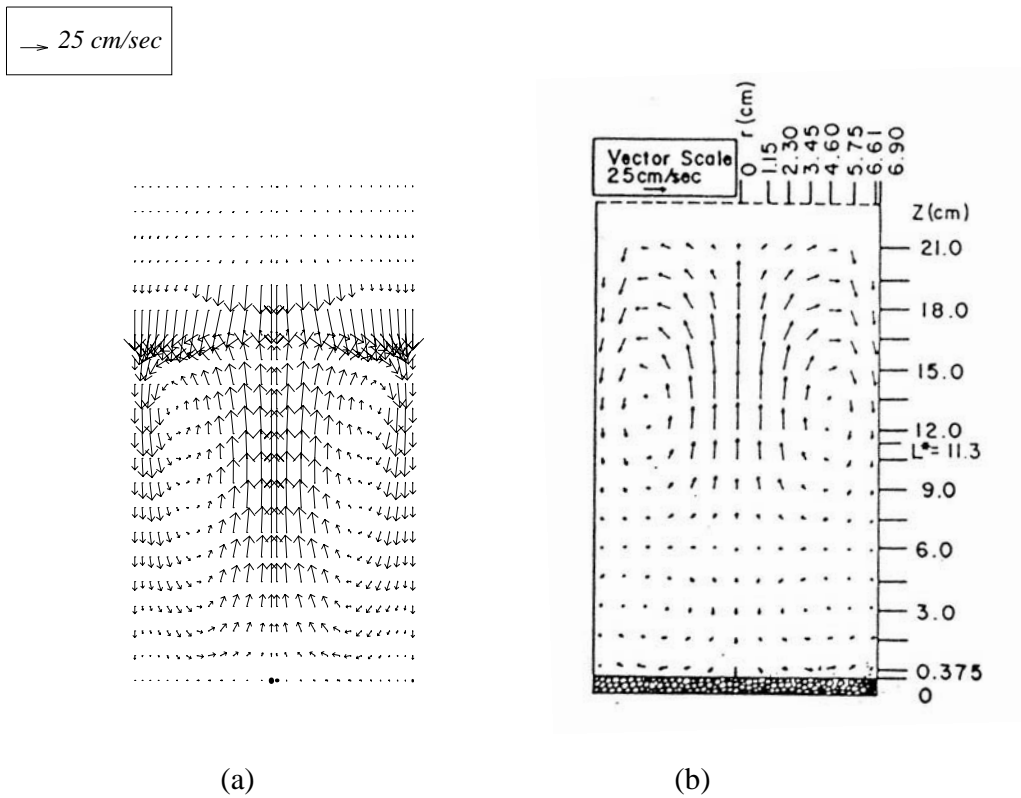 25 cm/sec
r (cm)
0
1.15
2.30
3.45
4.60
5.75
6.61
6.90
Vector Scale
25cm/sec
Z (cm)
21.0
18.0
15.0
12.0
L*= 11.3
9.0
6.0
3.0
0.375
0
(a)
(b)